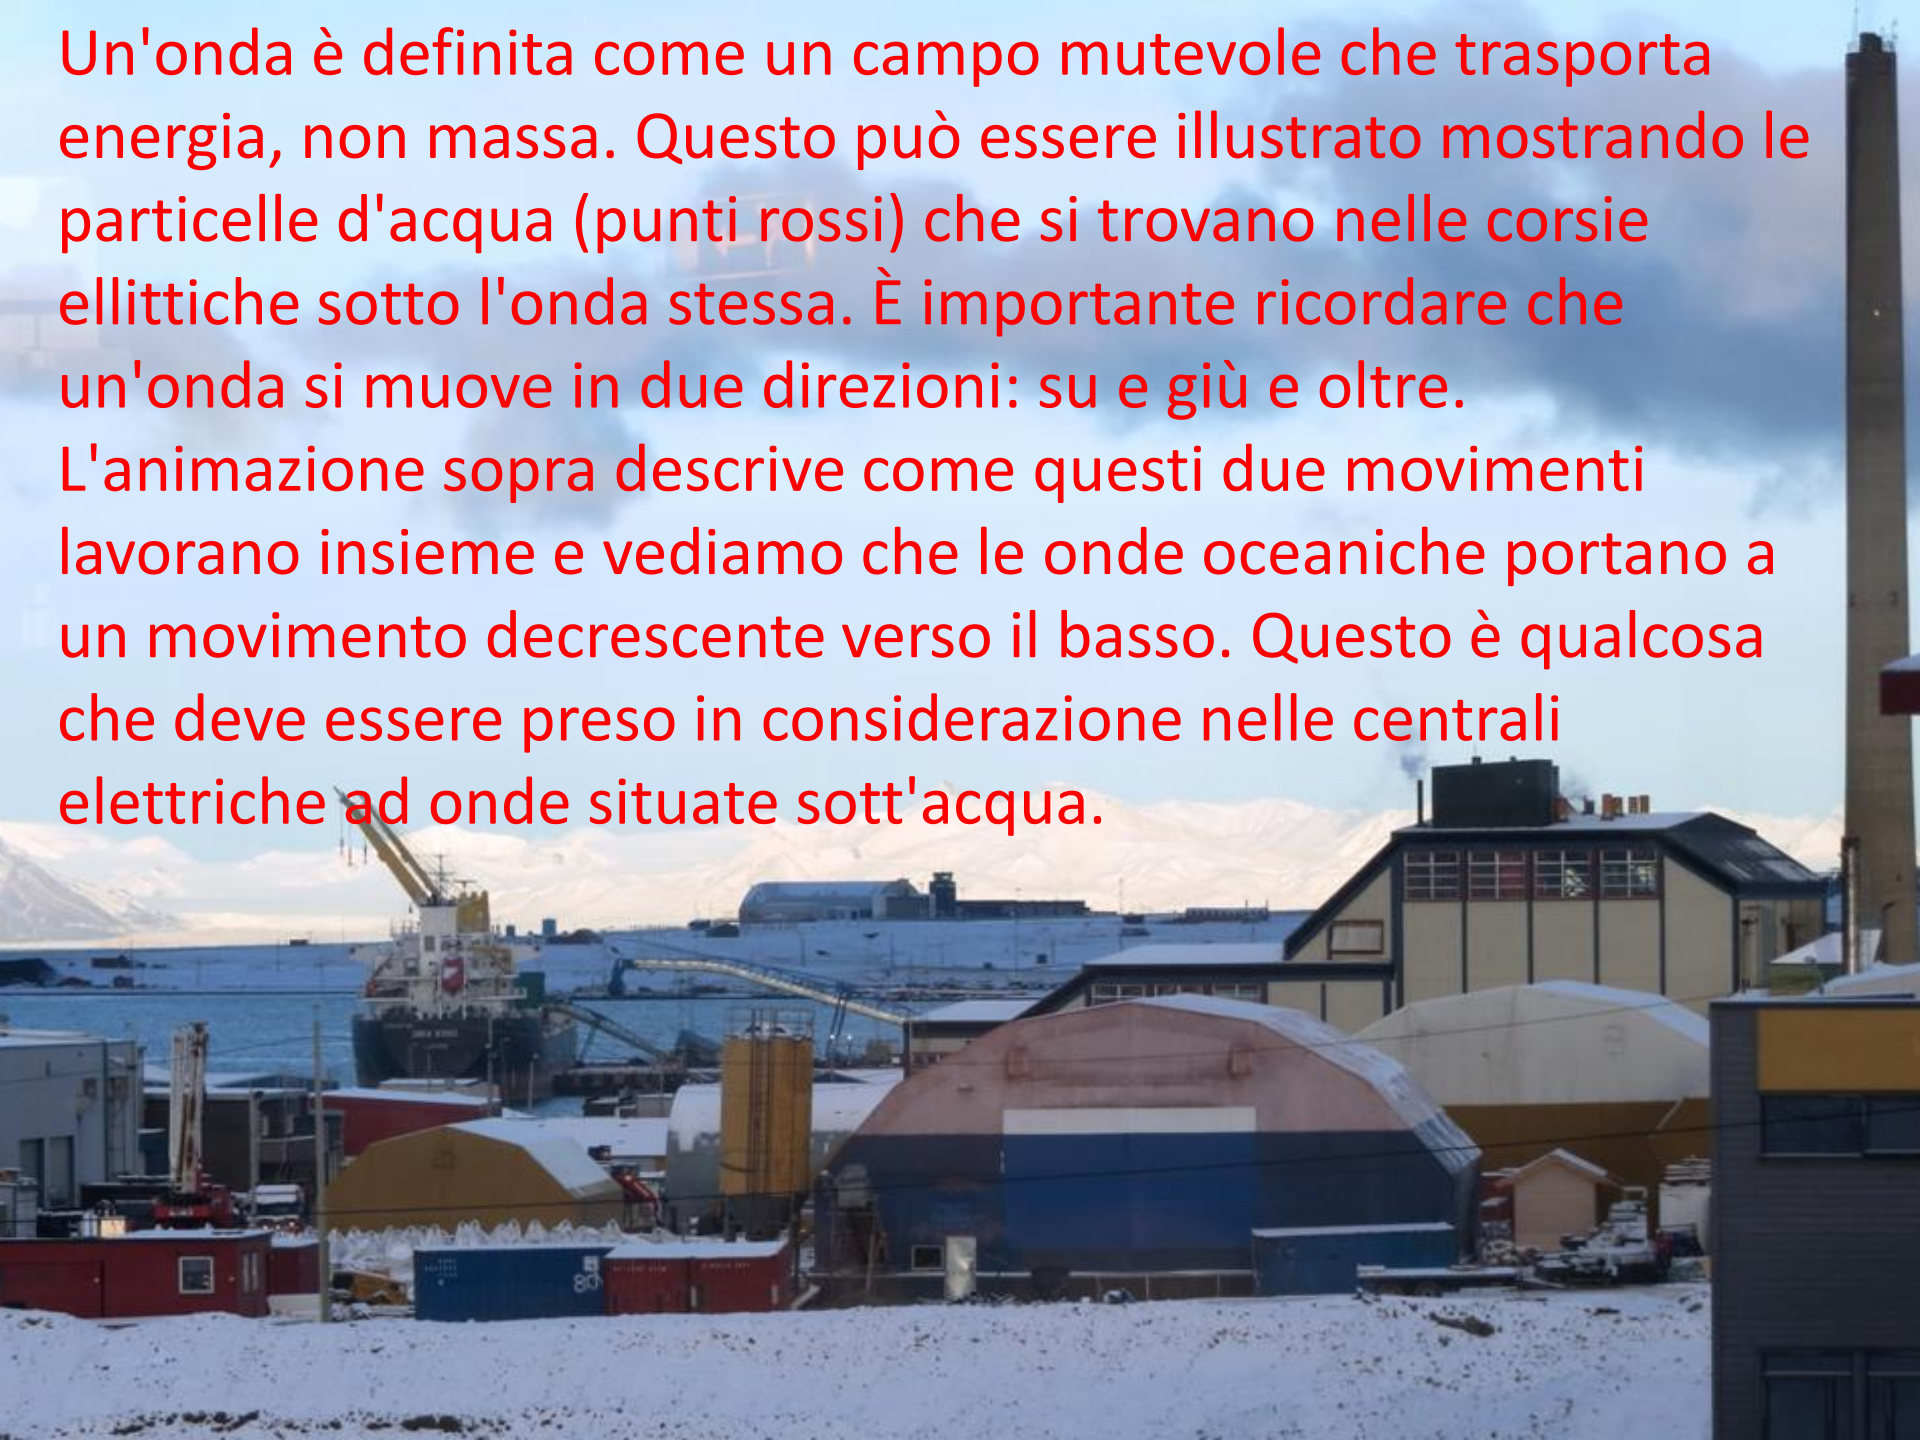 Un'onda è definita come un campo mutevole che trasporta
energia, non massa. Questo può essere illustrato mostrando le
particelle d'acqua (punti rossi) che si trovano nelle corsie
ellittiche sotto l'onda stessa. È importante ricordare che
un'onda si muove in due direzioni: su e giù e oltre.
L'animazione sopra descrive come questi due movimenti
lavorano insieme e vediamo che le onde oceaniche portano a
un movimento decrescente verso il basso. Questo è qualcosa
che deve essere preso in considerazione nelle centrali
elettriche ad onde situate sott'acqua.
80